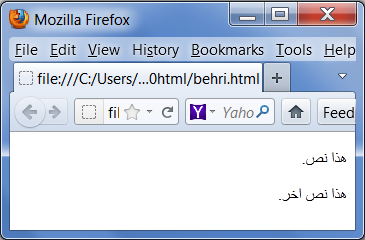 Mozilla Firefox
File Edit View History Bookmarks Tools Help
file:///C:/Users/...0html/behri.html
fil Yaho Feed
هذا نص.
هذا نص اخر.